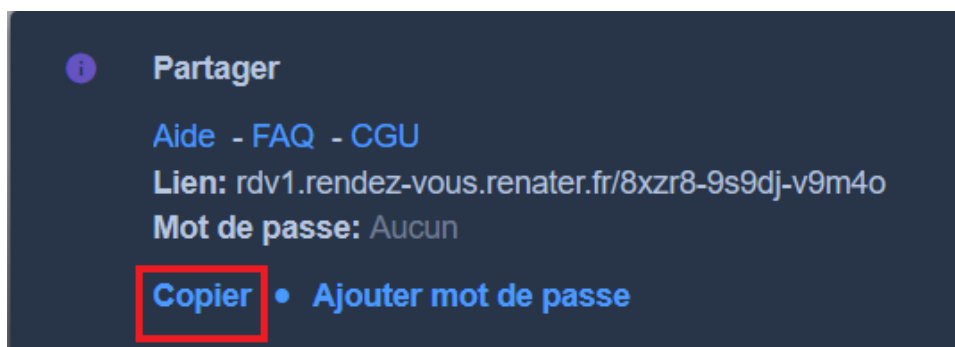 Partager
Aide - FAQ - CGU
Lien: rdv1.rendez-vous.renater.fr/8xzr8-9s9dj-v9m4o
Mot de passe: Aucun
Copier • Ajouter mot de passe